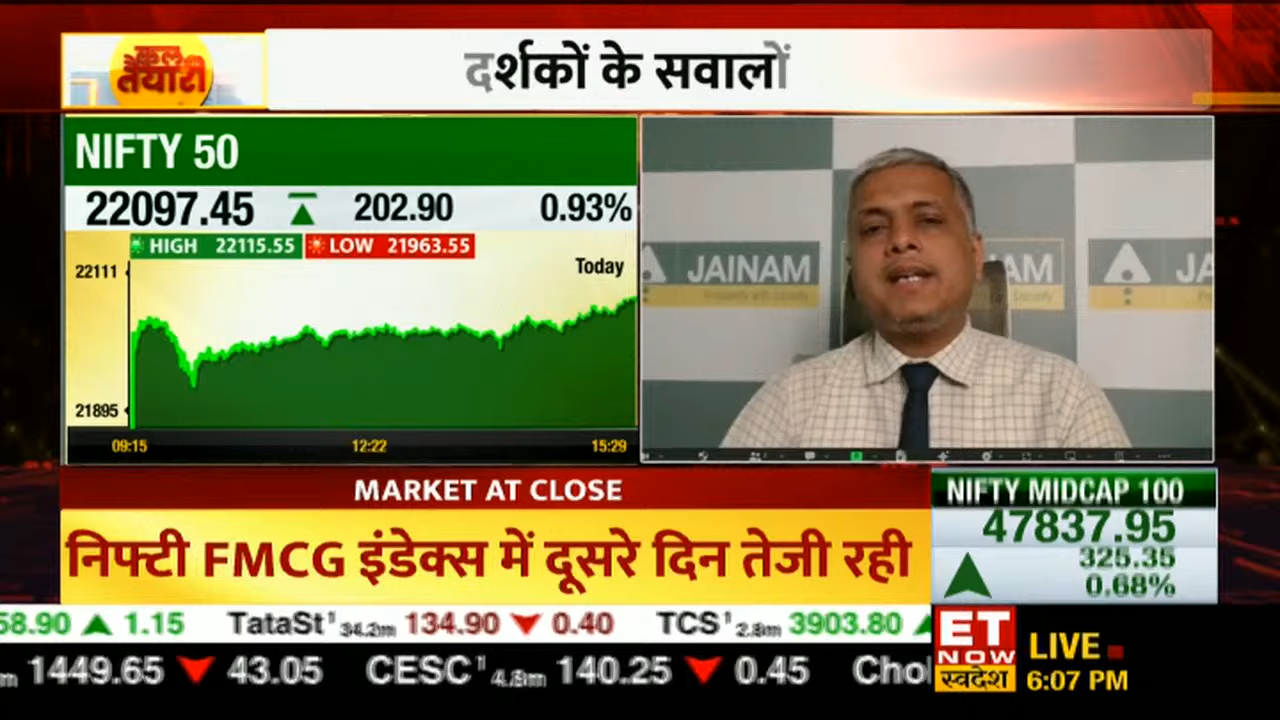 कल की तैयारी
दर्शकों के सवालों
NIFTY 50
22097.45 202.90 0.93%
HIGH 22115.55 LOW 21963.55
Today
22111
21895
09:15 12:22 15:29
JAINAM
AM
JA
MARKET AT CLOSE
निफ्टी FMCG इंडेक्स में दूसरे दिन तेजी रही
NIFTY MIDCAP 100
47837.95
325.35
0.68%
58.90 1.15 TataSt 34.2m 134.90 0.40 TCS 2.8m 3903.80
m 1449.65 43.05 CESC 4.8m 140.25 0.45 Chol
ET
NOW
स्वदेश
LIVE
6:07 PM